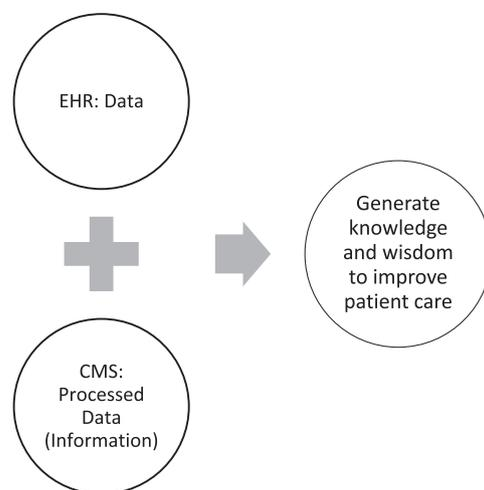 EHR: Data
CMS:
Processed
Data
(Information)
Generate
knowledge
and wisdom
to improve
patient care